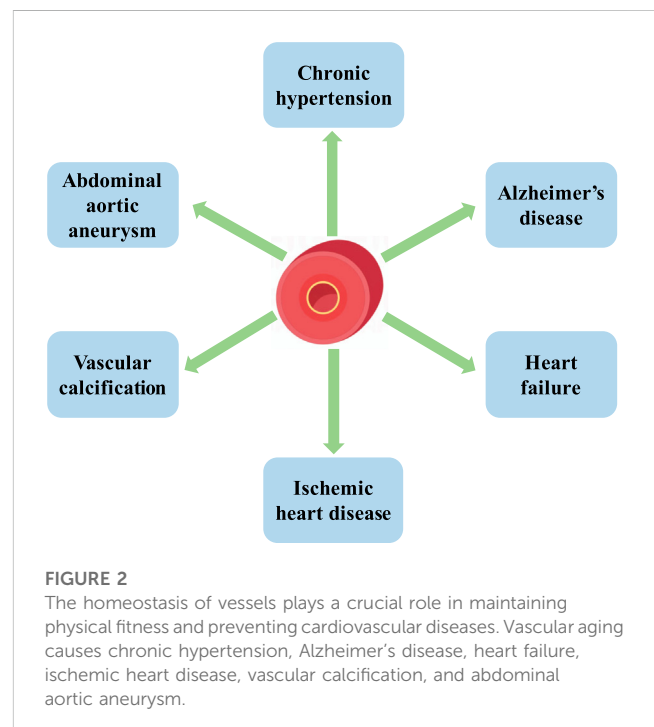 Chronic
hypertension
Abdominal
aortic
aneurysm
Alzheimer’s
disease
Vascular
calcification
Heart
failure
Ischemic
heart disease
FIGURE 2
The homeostasis of vessels plays a crucial role in maintaining
physical fitness and preventing cardiovascular diseases. Vascular aging
causes chronic hypertension, Alzheimer’s disease, heart failure,
ischemic heart disease, vascular calcification, and abdominal
aortic aneurysm.